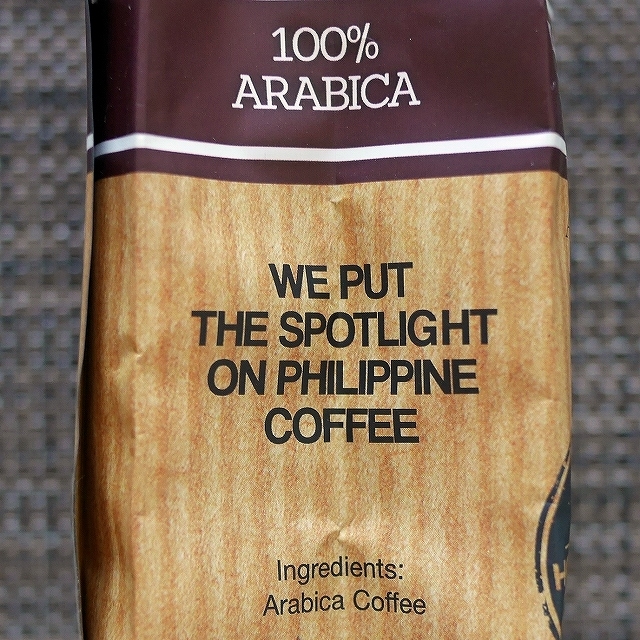 100%
ARABICA
WE PUT
THE SPOTLIGHT
ON PHILIPPINE
COFFEE
Ingredients:
Arabica Coffee